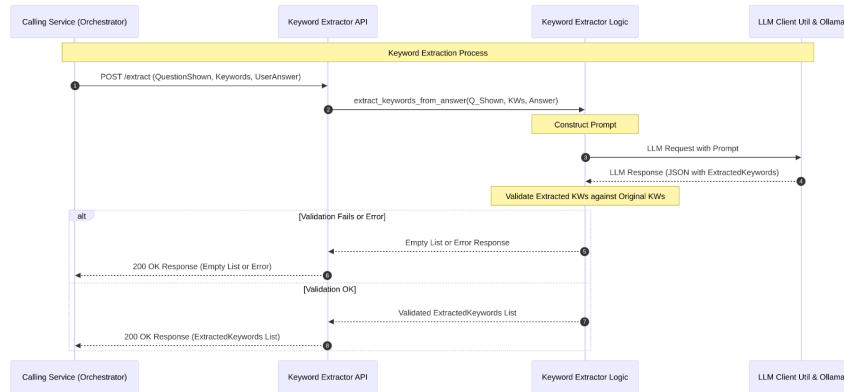 Calling Service (Orchestrator)
Keyword Extractor API
Keyword Extractor Logic
LLM Client Util & Ollama
Keyword Extraction Process
POST /extract (QuestionShown, Keywords, UserAnswer)
1
extract_keywords_from_answer(Q_Shown, KWs, Answer)
2
Construct Prompt
LLM Request with Prompt
3
LLM Response (JSON with ExtractedKeywords)
4
Validate Extracted KWs against Original KWs
alt
[Validation Fails or Error]
Empty List or Error Response
5
200 OK Response (Empty List or Error)
6
[Validation OK]
Validated ExtractedKeywords List
7
200 OK Response (ExtractedKeywords List)
8
Calling Service (Orchestrator)
Keyword Extractor API
Keyword Extractor Logic
LLM Client Util & Ollama